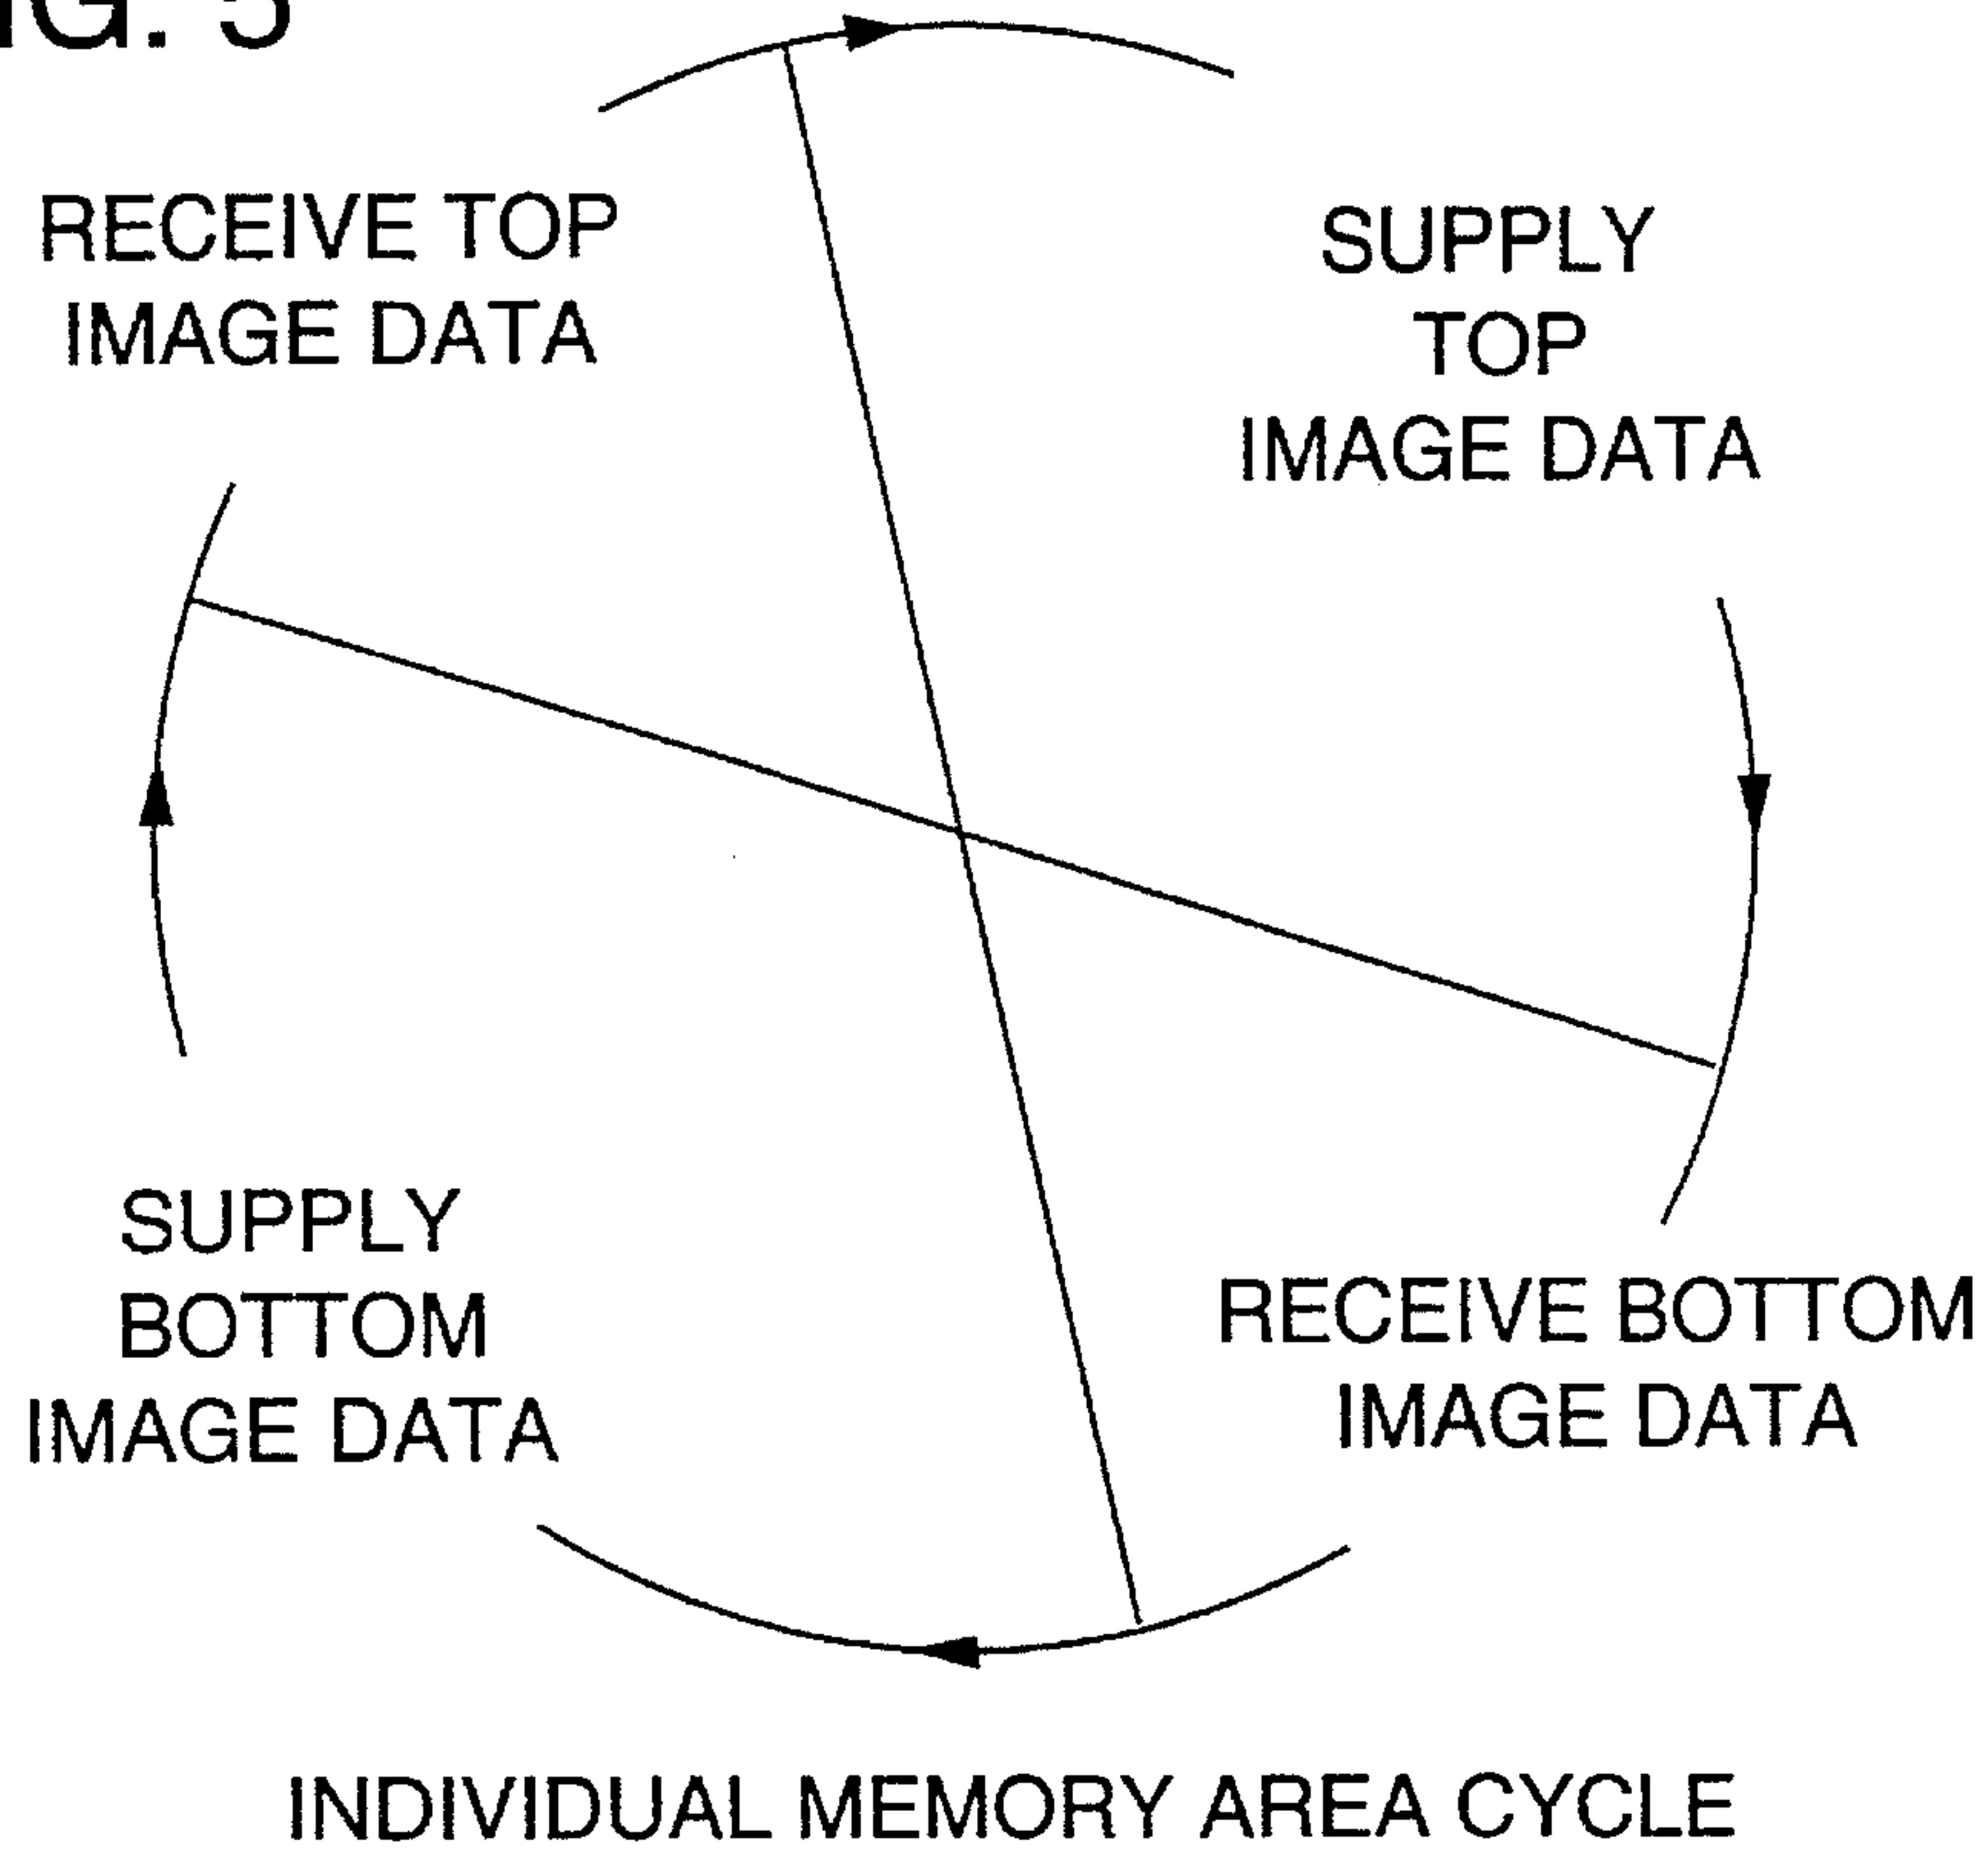 IG. 5
RECEIVE TOP
IMAGE DATA
SUPPLY
TOP
IMAGE DATA
SUPPLY
BOTTOM
IMAGE DATA
RECEIVE BOTTOM
IMAGE DATA
INDIVIDUAL MEMORY AREA CYCLE